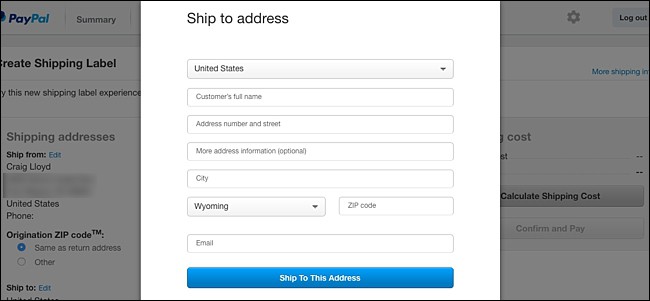 PayPal
Summary
Log out
Create Shipping Label
More shipping in
y this new shipping label experience
Shipping addresses
Ship from: Edit
Craig Lloyd
United States
Phone:
Origination ZIP code™:
Same as return address
Other
Ship to: Edit
United States
Ship to address
United States
Customer's full name
Address number and street
More address information (optional)
City
Wyoming
ZIP code
Email
Ship To This Address
g cost
st --
--
Calculate Shipping Cost
Confirm and Pay